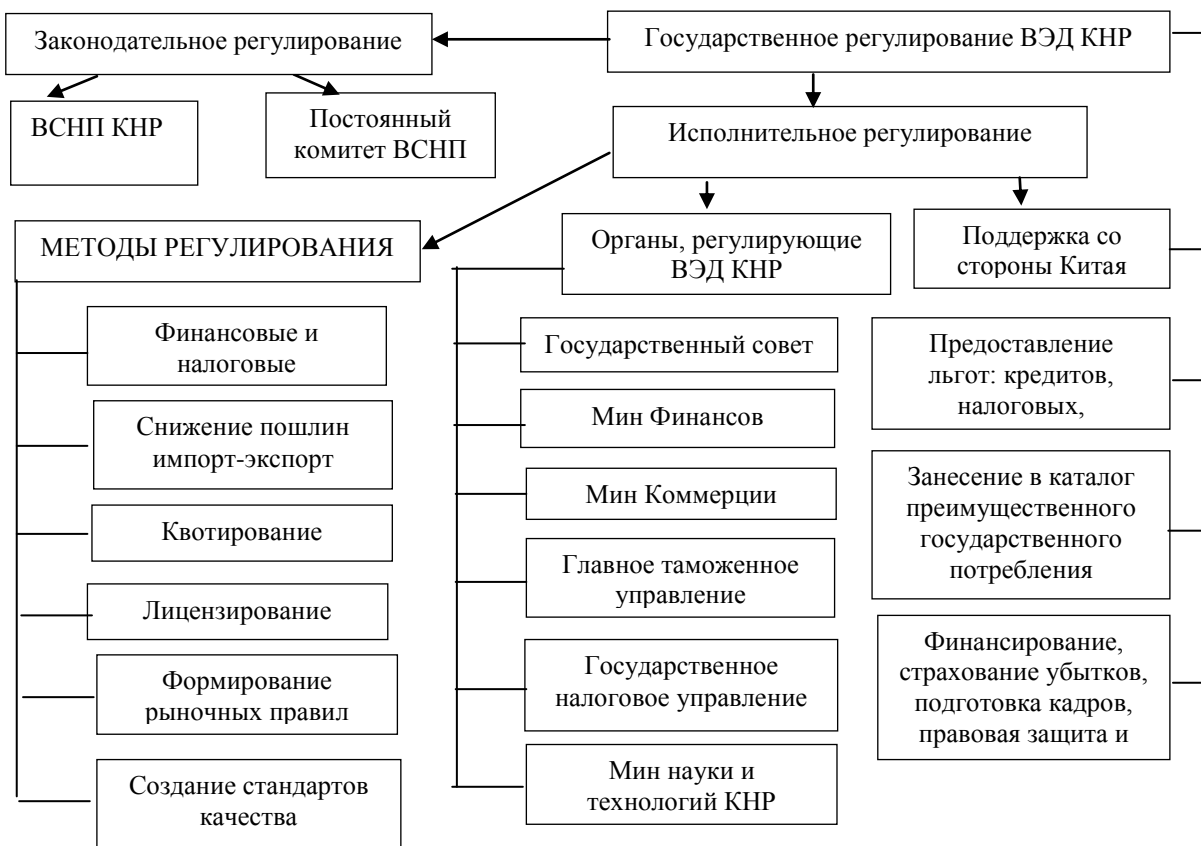 Законодательное регулирование
Государственное регулирование ВЭД КНР
ВСНП КНР
Постоянный
комитет ВСНП
Исполнительное регулирование
МЕТОДЫ РЕГУЛИРОВАНИЯ
Органы, регулирующие
ВЭД КНР
Поддержка со
стороны Китая
Финансовые и
налоговые
Снижение пошлин
импорт-экспорт
Квотирование
Лицензирование
Формирование
рыночных правил
Создание стандартов
качества
Государственный совет
Мин Финансов
Мин Коммерции
Главное таможенное
управление
Государственное
налоговое управление
Мин науки и
технологий КНР
Предоставление
льгот: кредитов,
налоговых,
Занесение в каталог
преимущественного
государственного
потребления
Финансирование,
страхование убытков,
подготовка кадров,
правовая защита и